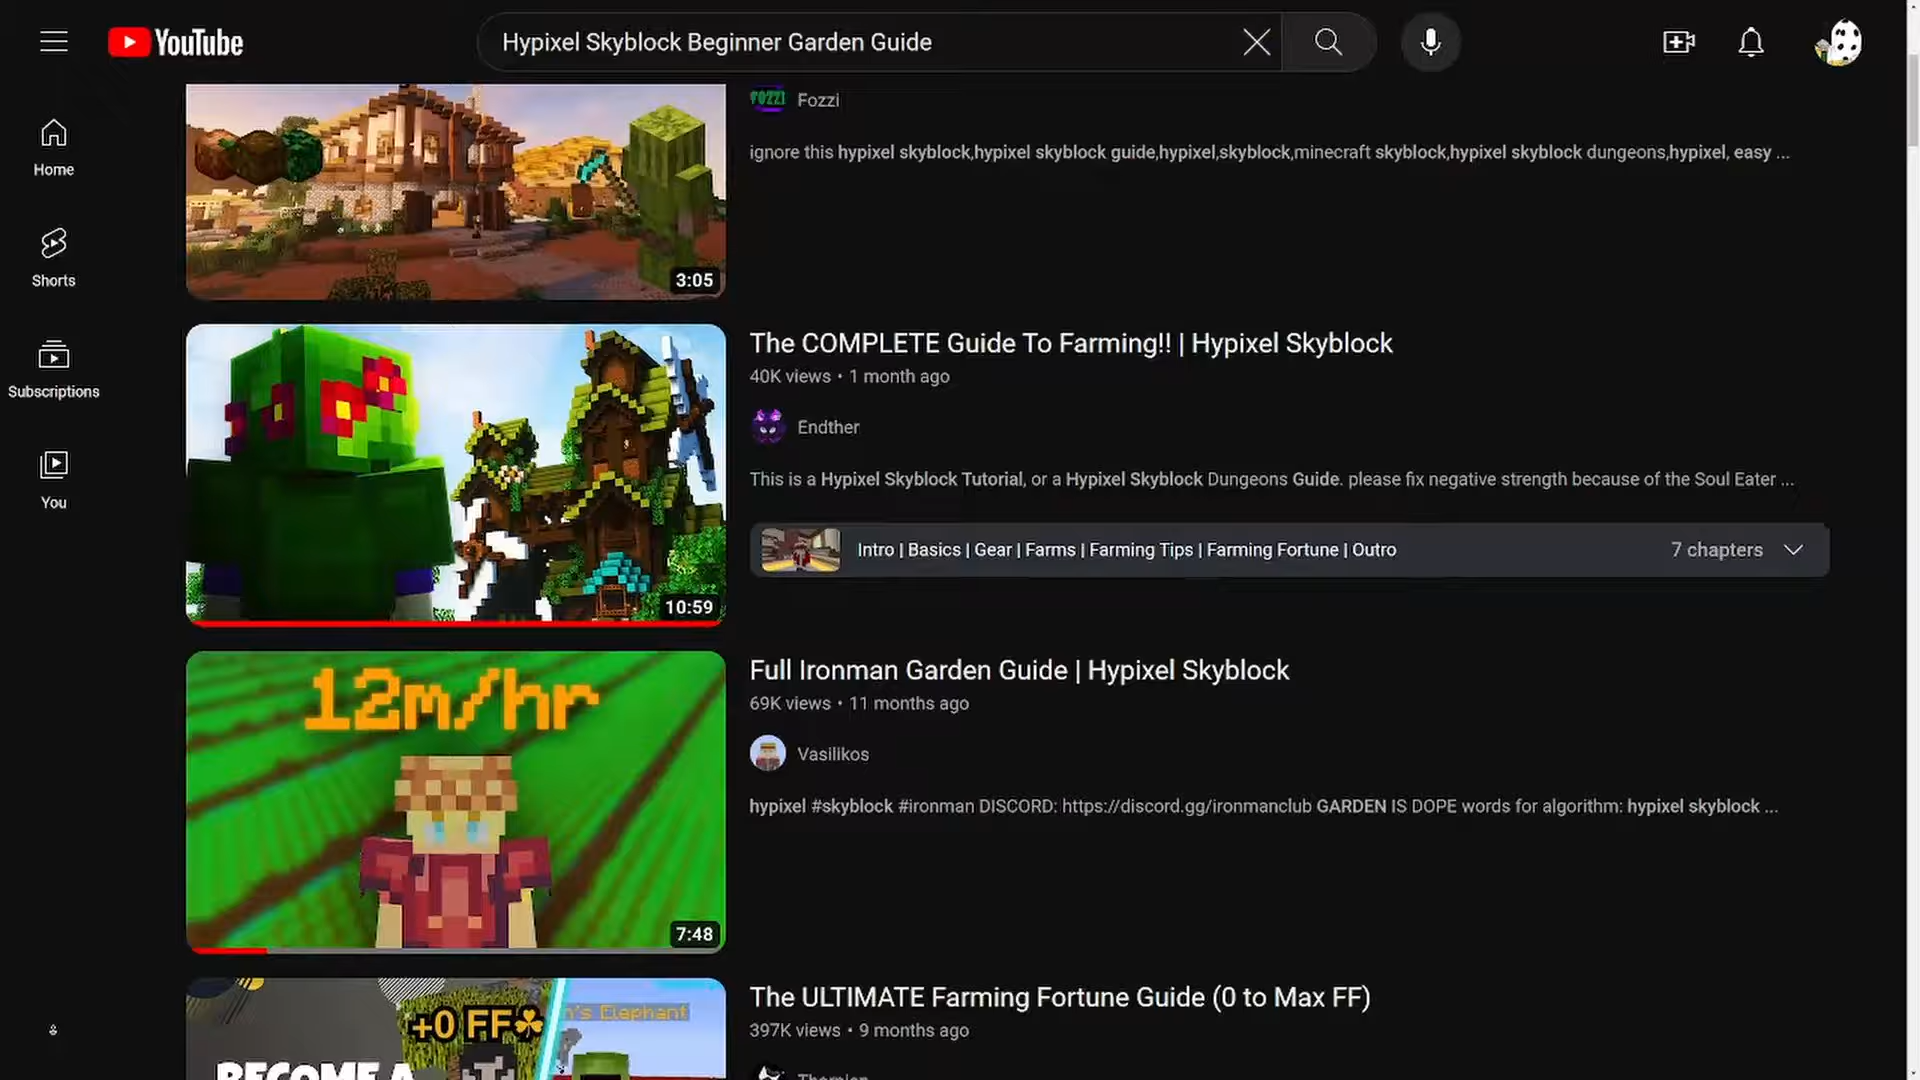 YouTube
Hypixel Skyblock Beginner Garden Guide
Home
Shorts
Subscriptions
You
3:05
FOZZI
Fozzi
ignore this hypixel skyblock,hypixel skyblock guide,hypixel,skyblock,minecraft skyblock,hypixel skyblock dungeons,hypixel, easy ...
10:59
The COMPLETE Guide To Farming!! | Hypixel Skyblock
40K views • 1 month ago
Endther
This is a Hypixel Skyblock Tutorial, or a Hypixel Skyblock Dungeons Guide. please fix negative strength because of the Soul Eater ...
Intro | Basics | Gear | Farms | Farming Tips | Farming Fortune | Outro
7 chapters
12m/hr
7:48
Full Ironman Garden Guide | Hypixel Skyblock
69K views • 11 months ago
Vasilikos
hypixel #skyblock #ironman DISCORD: https://discord.gg/ironmanclub GARDEN IS DOPE words for algorithm: hypixel skyblock ...
+0 FF
n's Elephant
BECOME A
The ULTIMATE Farming Fortune Guide (0 to Max FF)
397K views • 9 months ago